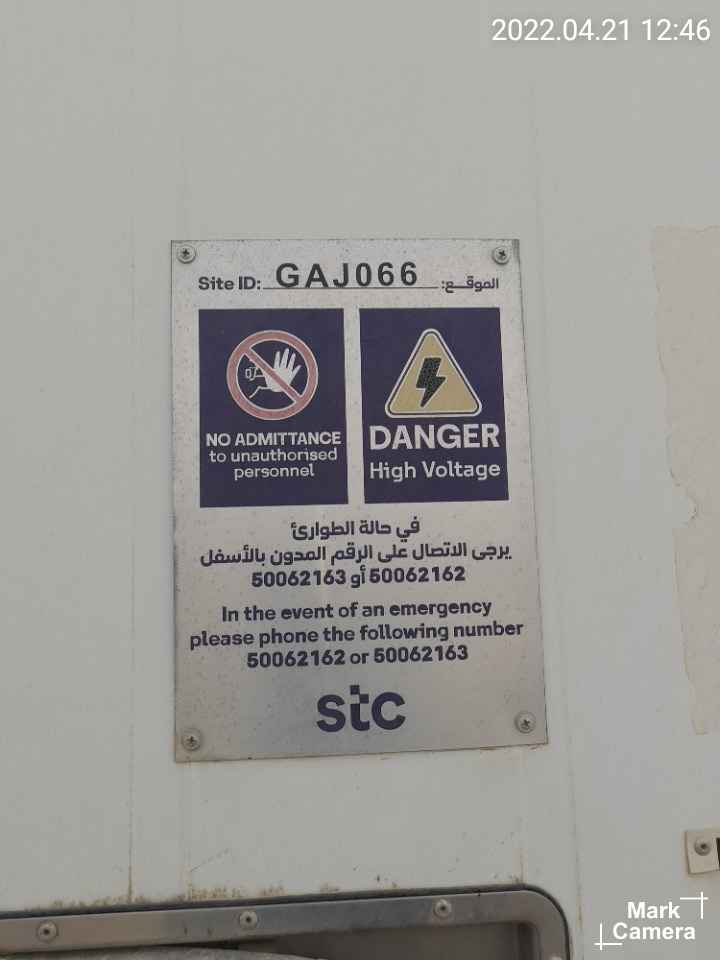 2022.04.21 12:46
Site ID: GAJ066 الموقـــع:
NO ADMITTANCE
to unauthorised
personnel
DANGER
High Voltage
في حالة الطوارئ
يرجى الاتصال على الرقم المدون بالأسفل
50062162 أو 50062163
In the event of an emergency
please phone the following number
50062162 or 50062163
stc
Mark
Camera